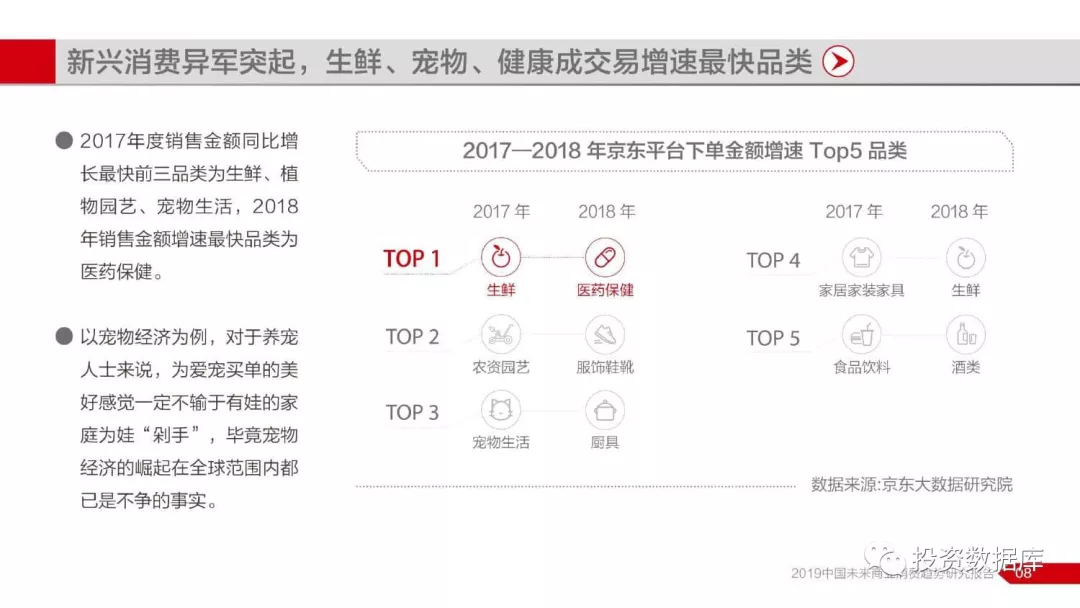 新兴消费异军突起，生鲜、宠物、健康成交易增速最快品类
2017年度销售金额同比增
长最快前三品类为生鲜、植
物园艺、宠物生活，2018
年销售金额增速最快品类为
医药保健。
以宠物经济为例，对于养宠
人士来说，为爱宠买单的美
好感觉一定不输于有娃的家
庭为娃“剁手”，毕竟宠物
经济的崛起在全球范围内都
已是不争的事实。
2017—2018 年京东平台下单金额增速 Top5 品类
2017 年 2018 年
TOP 1
生鲜 医药保健
TOP 2
农资园艺 服饰鞋靴
TOP 3
宠物生活 厨具
2017 年 2018 年
TOP 4
家居家装家具 生鲜
TOP 5
食品饮料 酒类
数据来源:京东大数据研究院
投资数据库
2019中国未来商业消费趋势研究报告 08